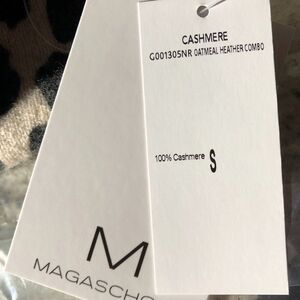 CASHMERE
G001305NR OATMEAL HEATHER COMBO
100% Cashmere S
M
MAGASCHO